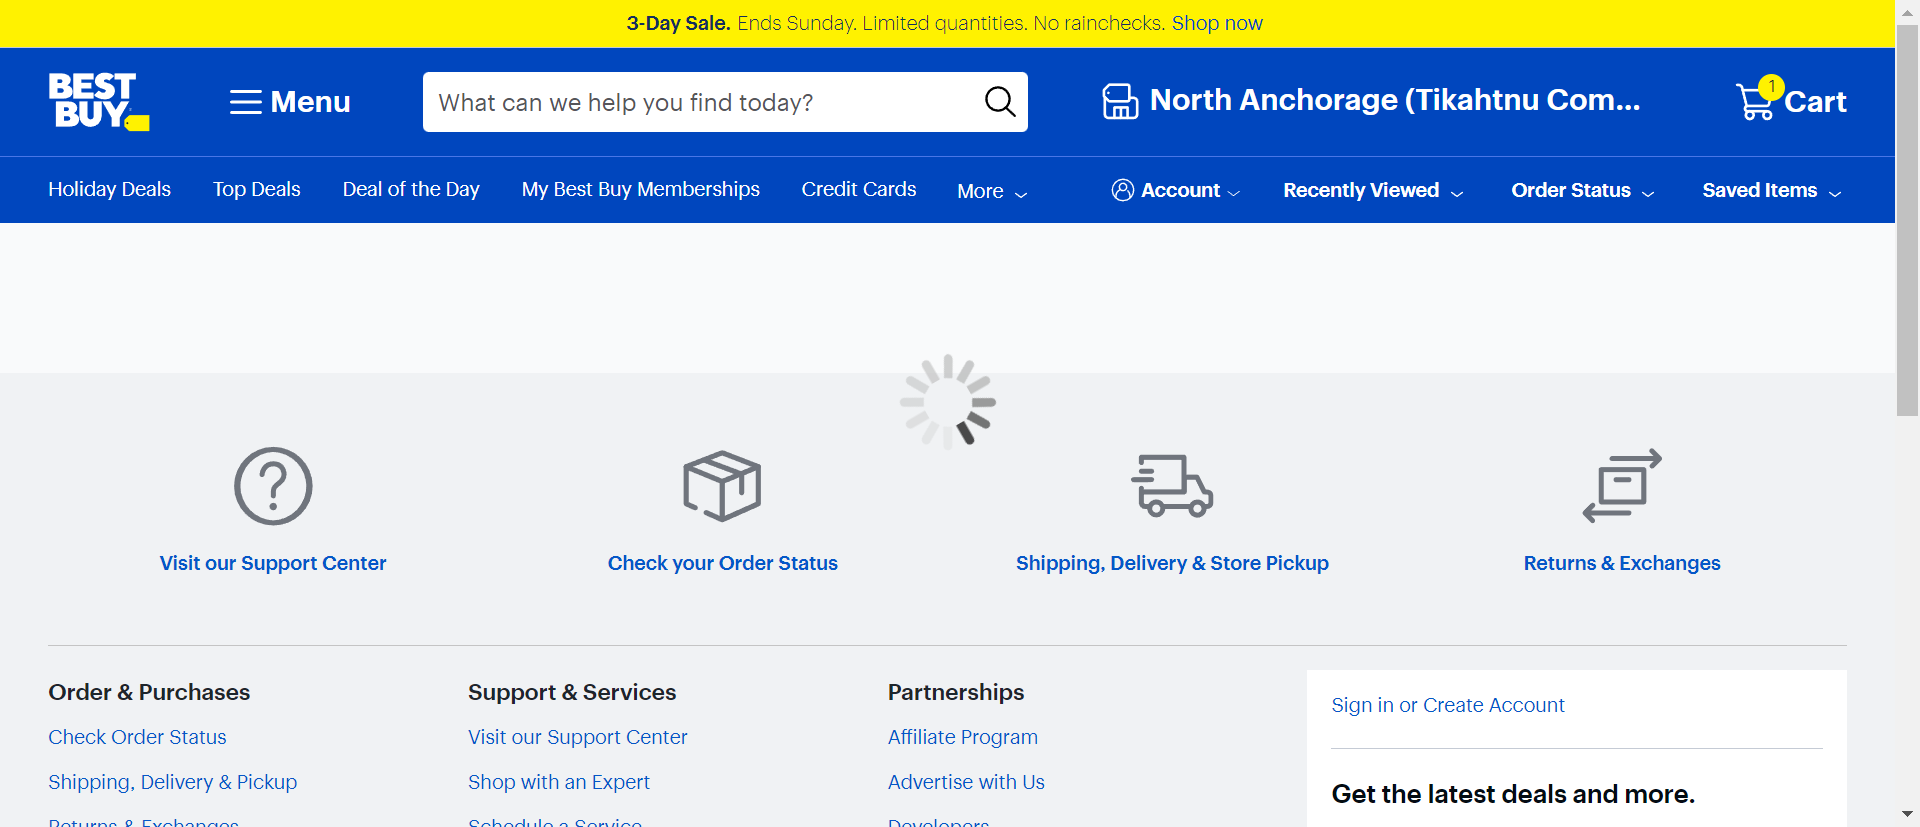 3-Day Sale. Ends Sunday. Limited quantities. No rainchecks. Shop now
BEST BUY
Menu
What can we help you find today?
North Anchorage (Tikahtnu Com...
1
Cart
Holiday Deals
Top Deals
Deal of the Day
My Best Buy Memberships
Credit Cards
More
Account
Recently Viewed
Order Status
Saved Items
Visit our Support Center
Check your Order Status
Shipping, Delivery & Store Pickup
Returns & Exchanges
Order & Purchases
Check Order Status
Shipping, Delivery & Pickup
Returns & Exchanges
Support & Services
Visit our Support Center
Shop with an Expert
Schedule a Service
Partnerships
Affiliate Program
Advertise with Us
Developers
Sign in or Create Account
Get the latest deals and more.